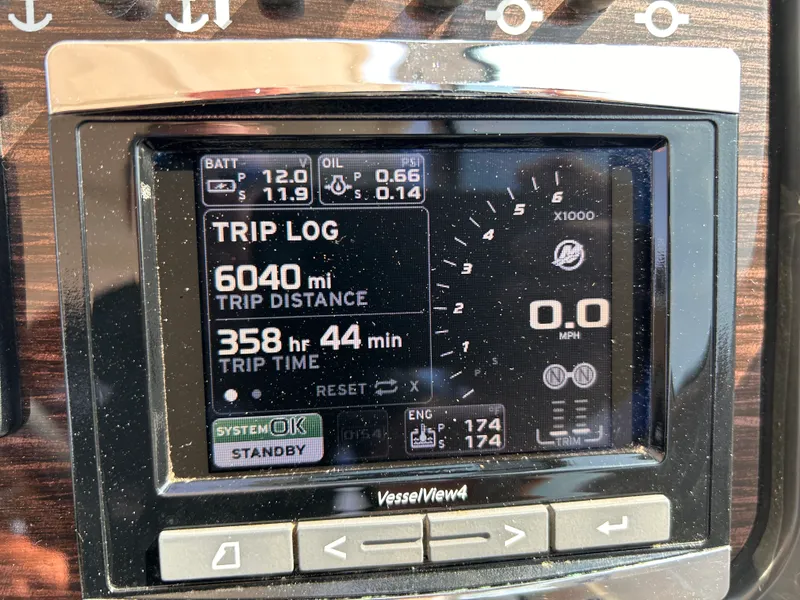 BATT V
P 12.0
S 11.9
OIL PSI
P 0.66
S 0.14
TRIP LOG
6040 mi
TRIP DISTANCE
358 hr 44 min
TRIP TIME
RESET X
6
5
4
3
2
1
X1000
P S
0.0
MPH
N N
TRIM
SYSTEM OK
STANDBY
ENG °F
P 174
S 174
VesselView4